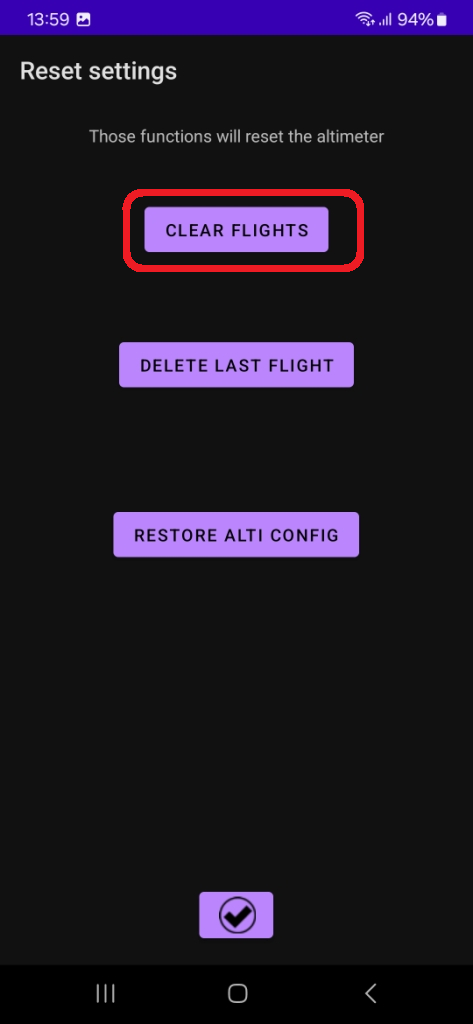 13:59 94%
Reset settings
Those functions will reset the altimeter
CLEAR FLIGHTS
DELETE LAST FLIGHT
RESTORE ALTI CONFIG